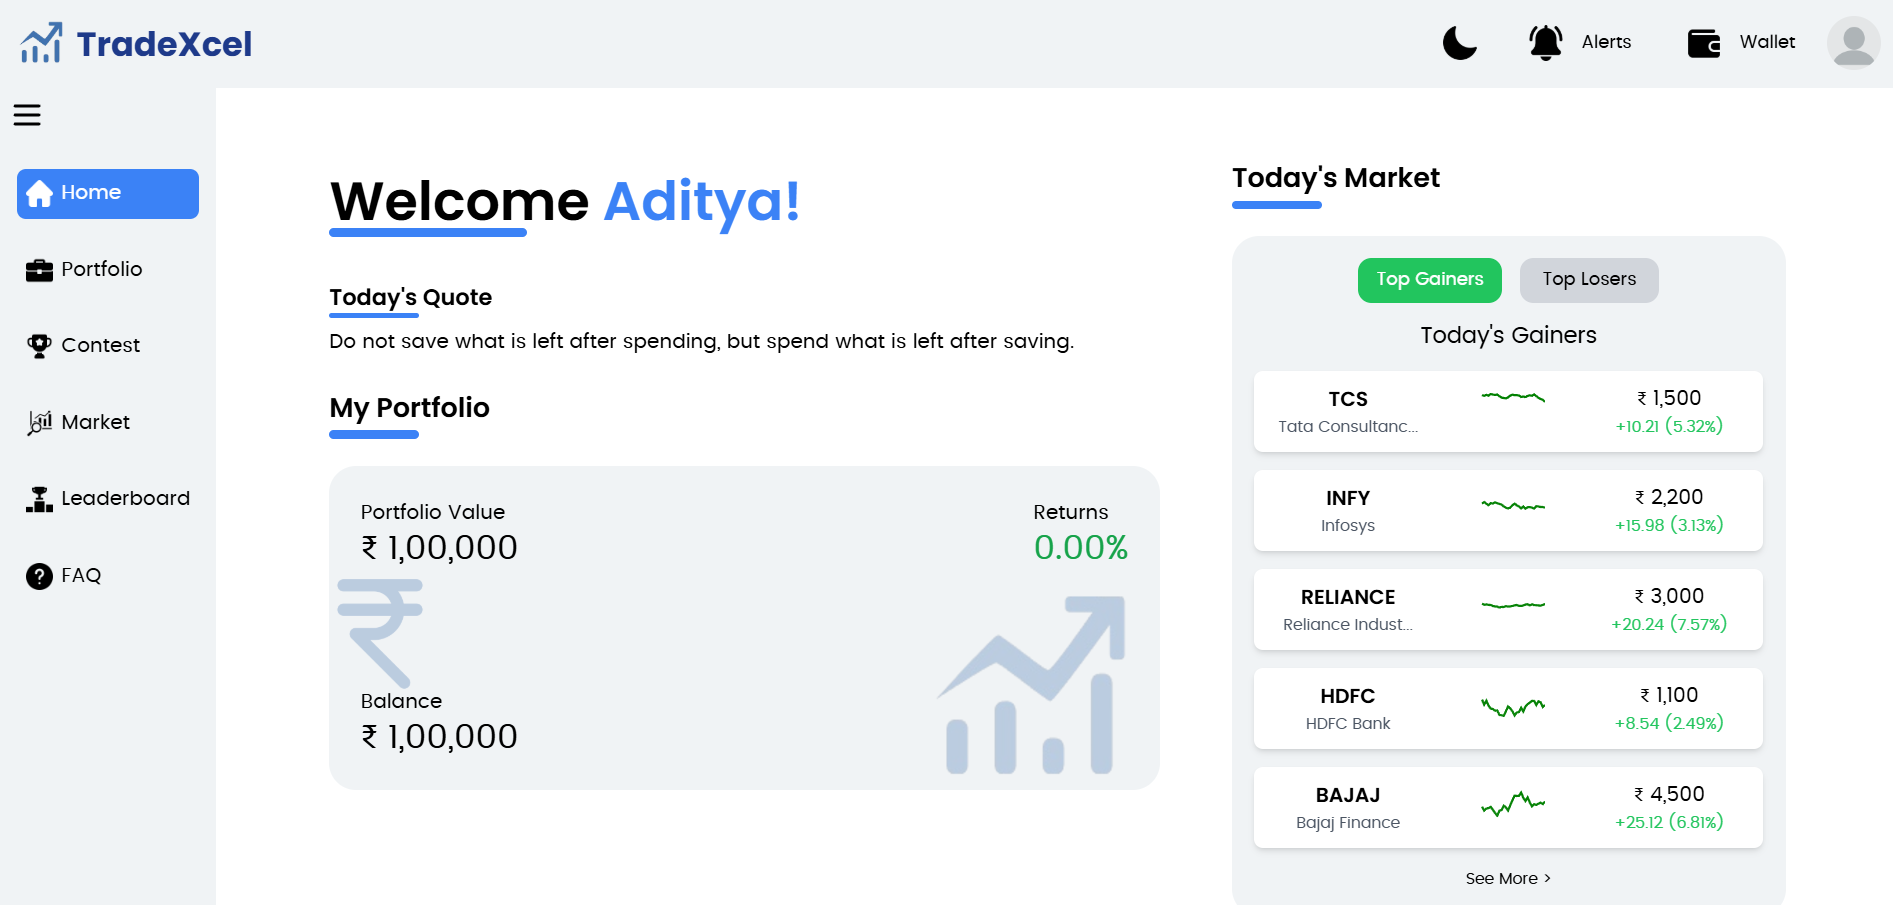 TradeXcel
Alerts
Wallet
Home
Portfolio
Contest
Market
Leaderboard
FAQ
Welcome Aditya!
Today's Quote
Do not save what is left after spending, but spend what is left after saving.
My Portfolio
Portfolio Value
₹ 1,00,000
Returns
0.00%
₹
Balance
₹ 1,00,000
Today's Market
Top Gainers
Top Losers
Today's Gainers
TCS
Tata Consultanc...
₹ 1,500
+10.21 (5.32%)
INFY
Infosys
₹ 2,200
+15.98 (3.13%)
RELIANCE
Reliance Indust...
₹ 3,000
+20.24 (7.57%)
HDFC
HDFC Bank
₹ 1,100
+8.54 (2.49%)
BAJAJ
Bajaj Finance
₹ 4,500
+25.12 (6.81%)
See More >